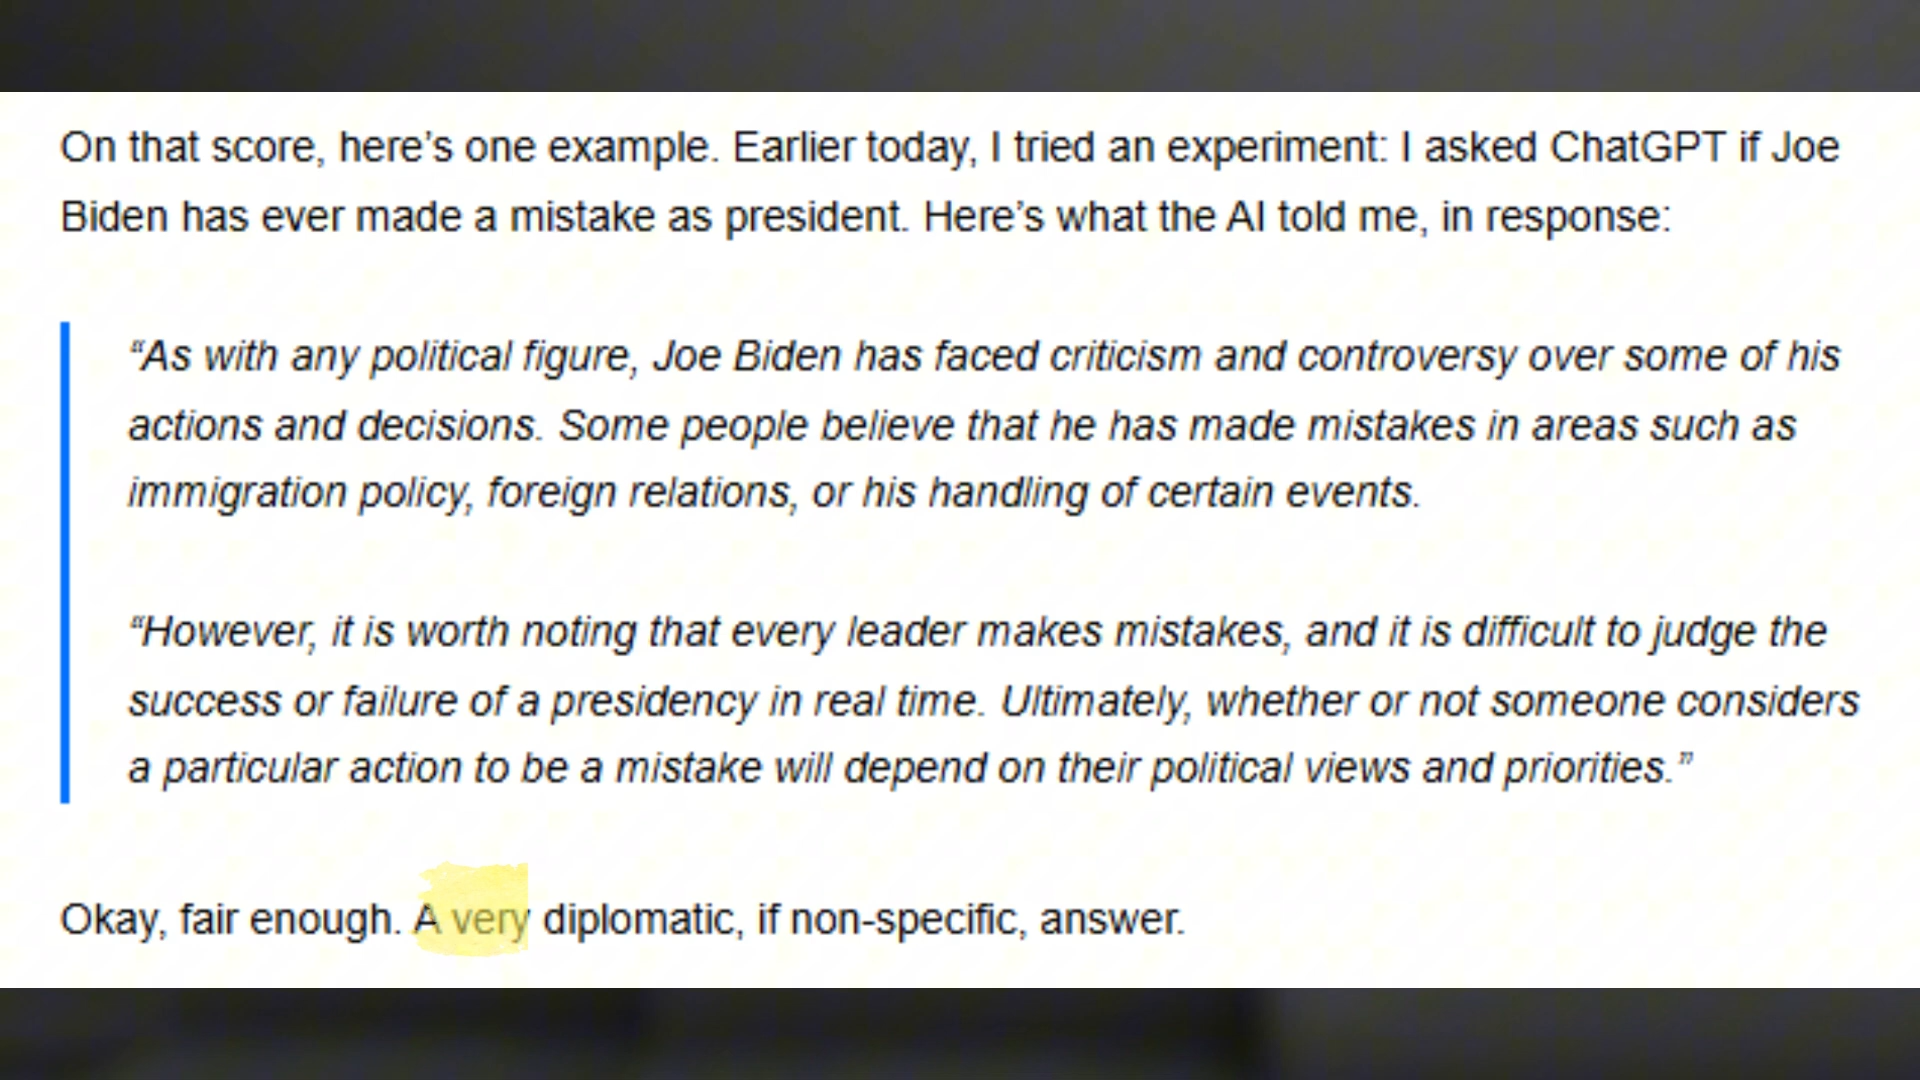 On that score, here’s one example. Earlier today, I tried an experiment: I asked ChatGPT if Joe
Biden has ever made a mistake as president. Here’s what the AI told me, in response:
“As with any political figure, Joe Biden has faced criticism and controversy over some of his
actions and decisions. Some people believe that he has made mistakes in areas such as
immigration policy, foreign relations, or his handling of certain events.
“However, it is worth noting that every leader makes mistakes, and it is difficult to judge the
success or failure of a presidency in real time. Ultimately, whether or not someone considers
a particular action to be a mistake will depend on their political views and priorities.”
Okay, fair enough. A very diplomatic, if non-specific, answer.